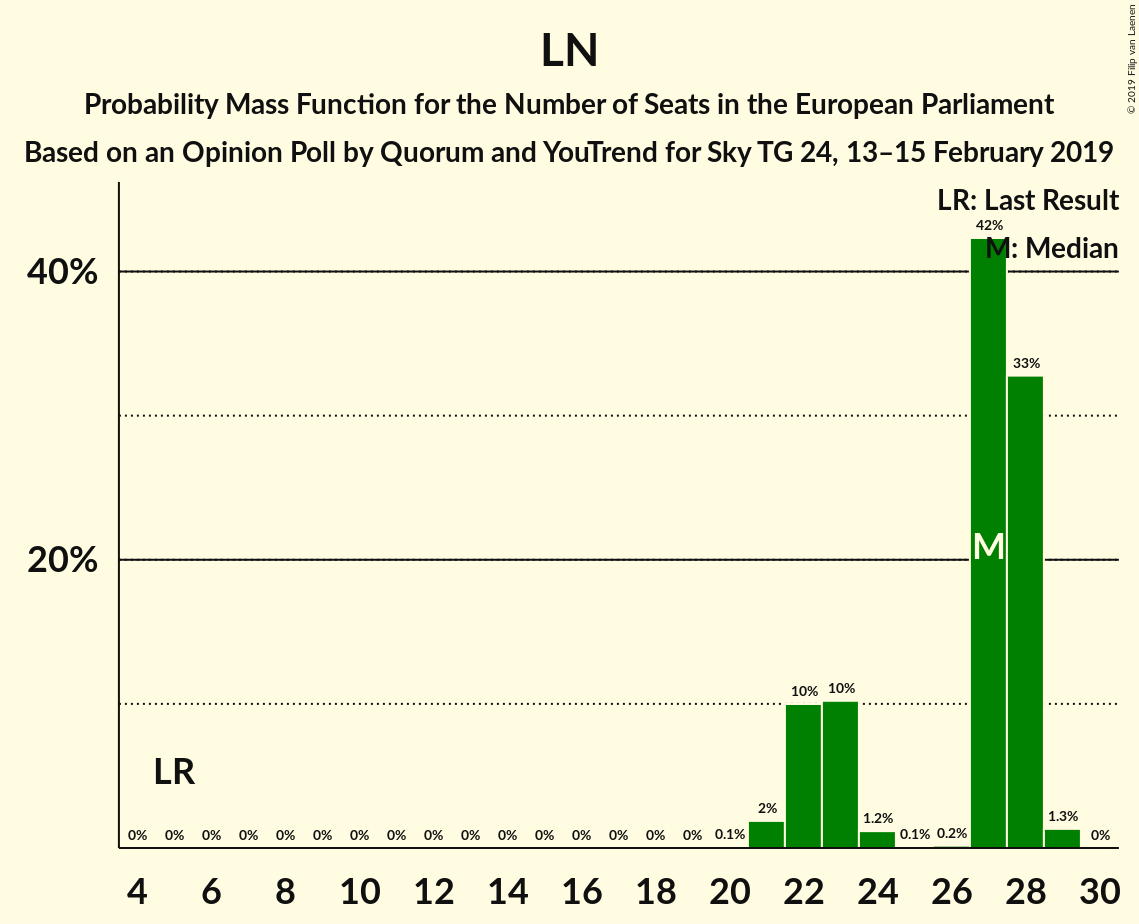 LN
Probability Mass Function for the Number of Seats in the European Parliament
Based on an Opinion Poll by Quorum and YouTrend for Sky TG 24, 13–15 February 2019
© 2019 Filip van Laenen
LR: Last Result
M: Median
40%
20%
LR
M
0% 0% 0% 0% 0% 0% 0% 0% 0% 0% 0% 0% 0% 0% 0% 0% 0.1% 2% 10% 10% 1.2% 0.1% 0.2% 42% 33% 1.3% 0%
4 6 8 10 12 14 16 18 20 22 24 26 28 30